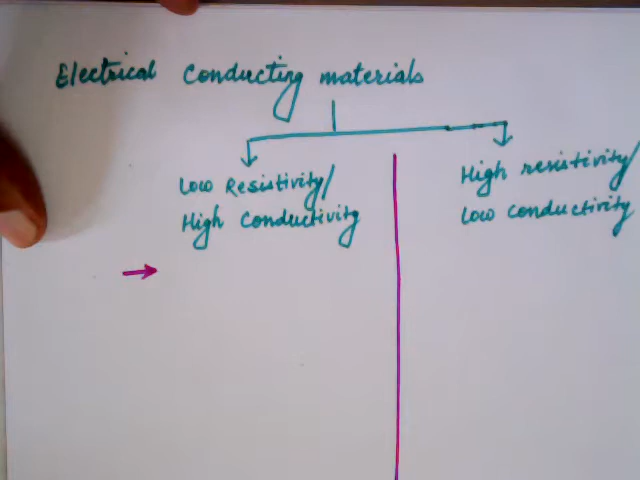 Electrical Conducting materials
Low Resistivity/
High Conductivity
High resistivity/
Low conductivity